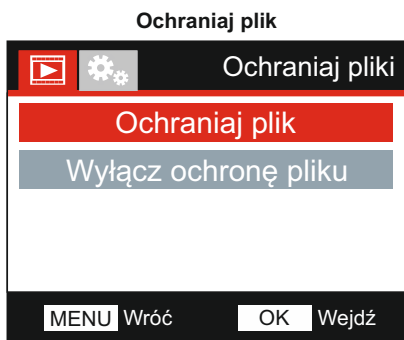 Ochraniaj plik
Ochraniaj pliki
Ochraniaj plik
Wyłącz ochronę pliku
MENU Wróć OK Wejdź